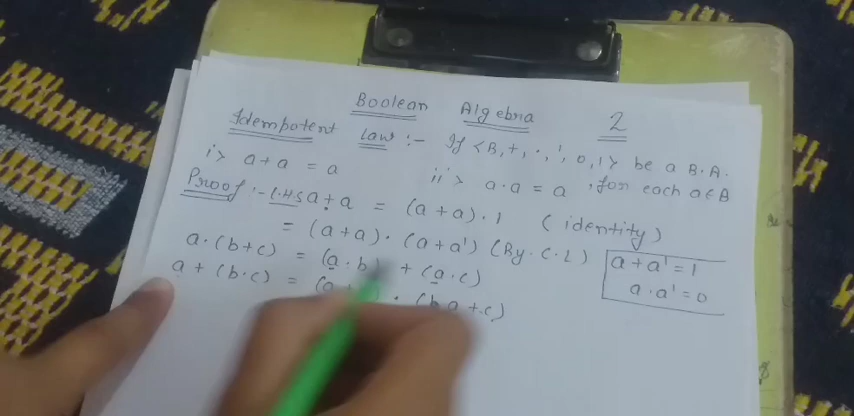 Boolean Algebra 2
Idempotent Law :- If <B, +, ., ', 0, 1> be a B.A.
i> a + a = a ii> a . a = a , for each a ∈ B
Proof :- L.H.S a + a = (a + a) . 1 (identity)
= (a + a) . (a + a') (By. C. L)
a + a' = 1
a . a' = 0
a . (b + c) = (a . b) + (a . c)
a + (b . c) = (a . (b a + c)